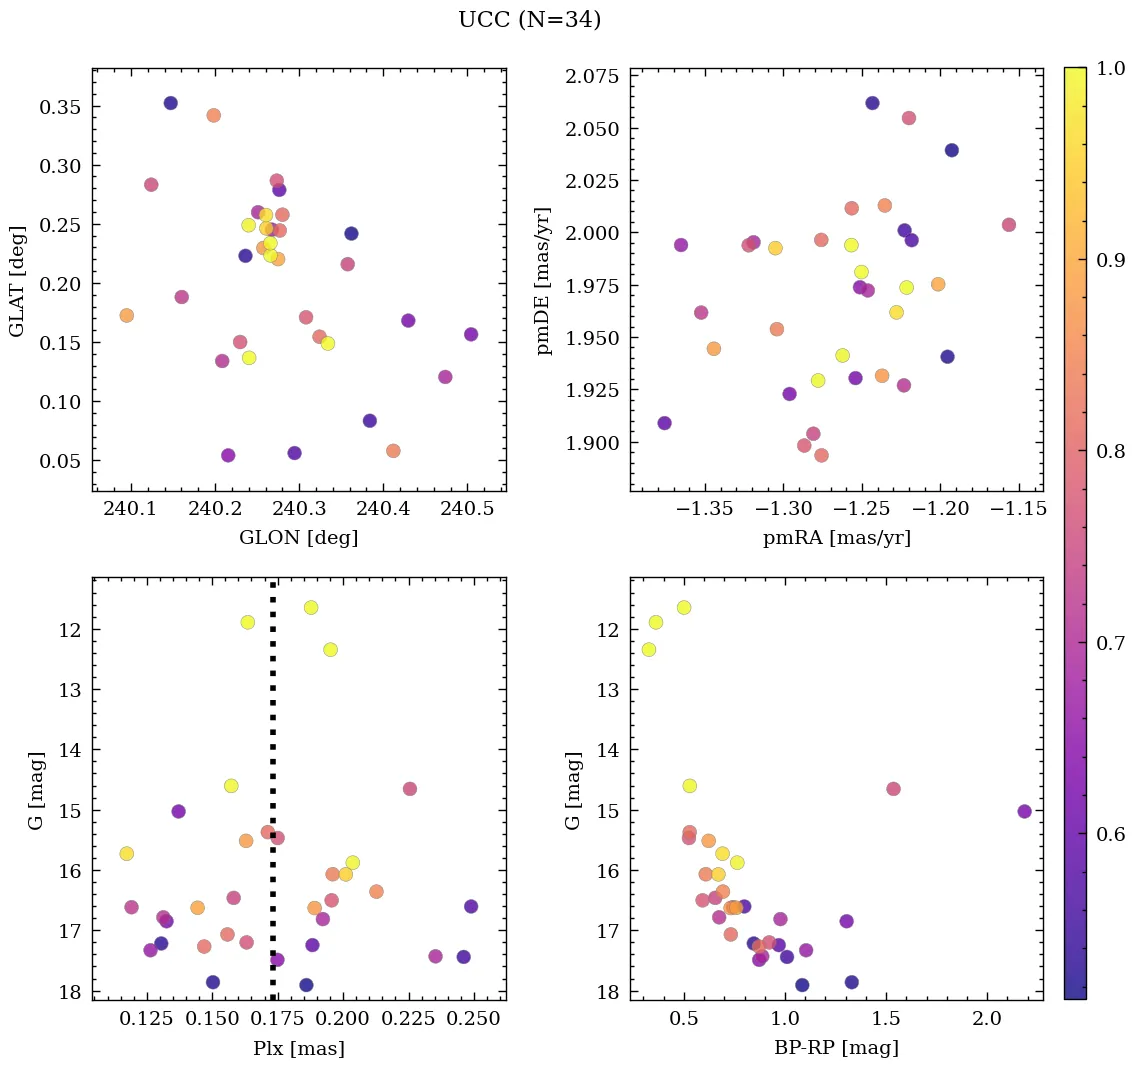 UCC (N=34)
0.35
0.30
0.25
0.20
0.15
0.10
0.05
GLAT [deg]
240.1 240.2 240.3 240.4 240.5
GLON [deg]
2.075
2.050
2.025
2.000
1.975
1.950
1.925
1.900
pmDE [mas/yr]
−1.35 −1.30 −1.25 −1.20 −1.15
pmRA [mas/yr]
1.0
0.9
0.8
0.7
0.6
12
13
14
15
16
17
18
G [mag]
0.125 0.150 0.175 0.200 0.225 0.250
Plx [mas]
12
13
14
15
16
17
18
G [mag]
0.5 1.0 1.5 2.0
BP-RP [mag]